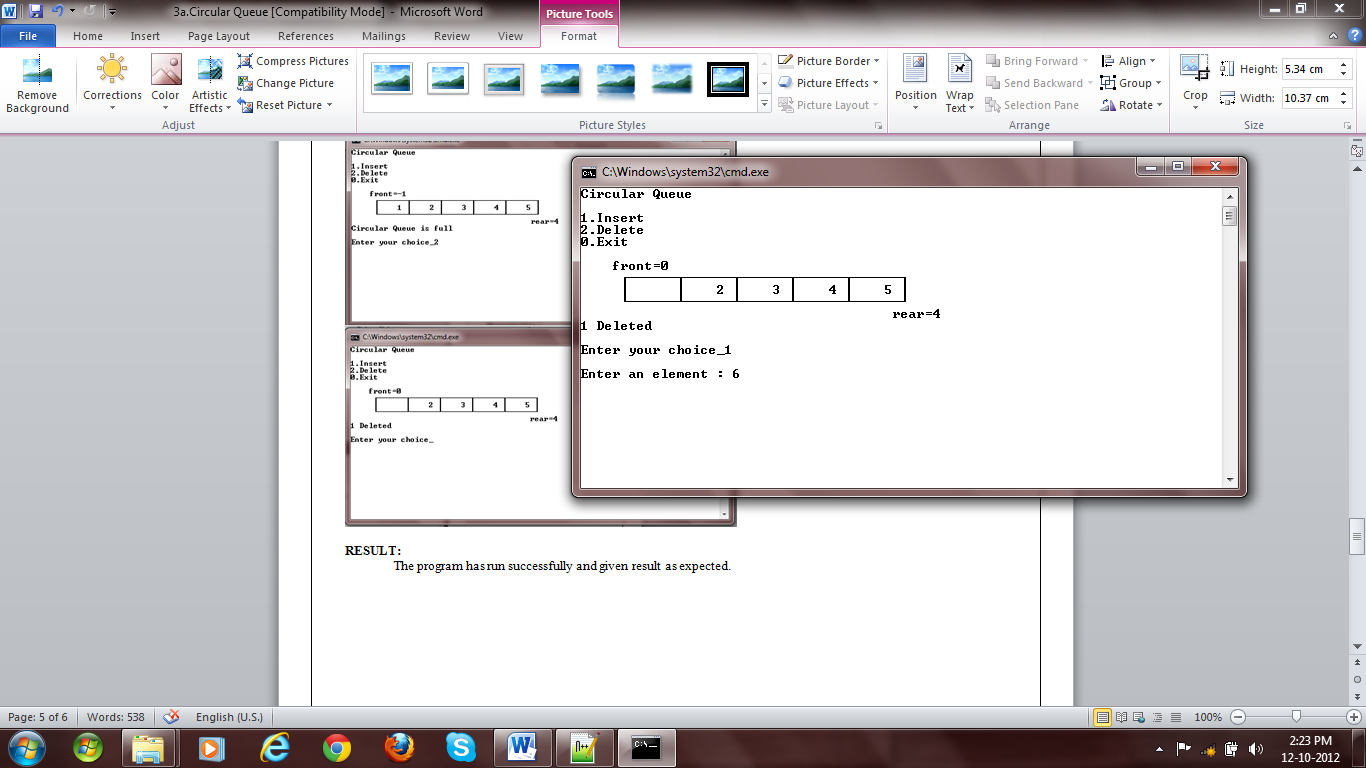 3a.Circular Queue [Compatibility Mode] - Microsoft Word
Picture Tools
File Home Insert Page Layout References Mailings Review View Format
Remove Background
Corrections
Color
Artistic Effects
Compress Pictures
Change Picture
Reset Picture
Adjust
Picture Styles
Picture Border
Picture Effects
Picture Layout
Position
Wrap Text
Bring Forward
Send Backward
Selection Pane
Align
Group
Rotate
Arrange
Crop
Height: 5.34 cm
Width: 10.37 cm
Size
Circular Queue
1.Insert
2.Delete
0.Exit
front=-1
1 2 3 4 5
rear=4
Circular Queue is full
Enter your choice_2
C:\Windows\system32\cmd.exe
Circular Queue
1.Insert
2.Delete
0.Exit
front=0
2 3 4 5
rear=4
1 Deleted
Enter your choice_
C:\Windows\system32\cmd.exe
Circular Queue
1.Insert
2.Delete
0.Exit
front=0
2 3 4 5
rear=4
1 Deleted
Enter your choice_1
Enter an element : 6
RESULT:
The program has run successfully and given result as expected.
Page: 5 of 6 Words: 538 English (U.S.) 100%
2:23 PM
12-10-2012